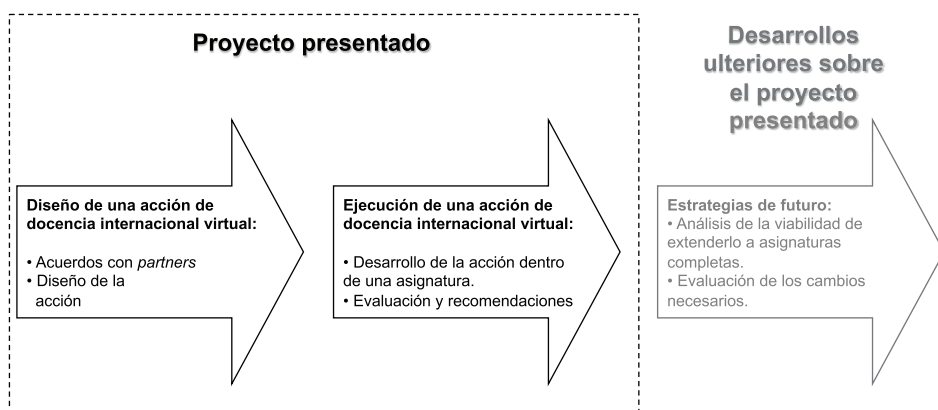 Proyecto presentado
Desarrollos
ulteriores sobre
el proyecto
presentado
Diseño de una acción de
docencia internacional virtual:
• Acuerdos con partners
• Diseño de la
acción
Ejecución de una acción de
docencia internacional virtual:
• Desarrollo de la acción dentro
de una asignatura.
• Evaluación y recomendaciones
Estrategias de futuro:
• Análisis de la viabilidad de
extenderlo a asignaturas
completas.
• Evaluación de los cambios
necesarios.